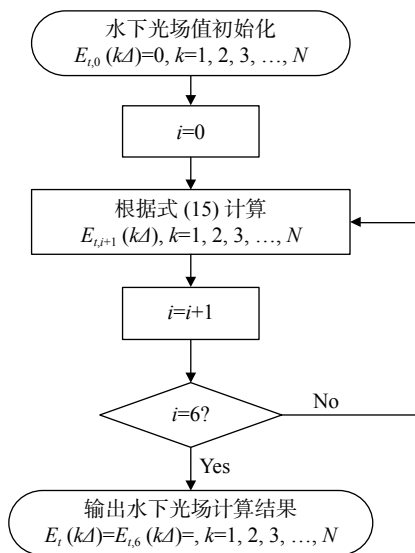 水下光场值初始化
E_{t,0} (kΔ)=0, k=1, 2, 3, …, N
i=0
根据式 (15) 计算
E_{t,i+1} (kΔ), k=1, 2, 3, …, N
i=i+1
i=6?
No
Yes
输出水下光场计算结果
E_t (kΔ)=E_{t,6} (kΔ)=, k=1, 2, 3, …, N